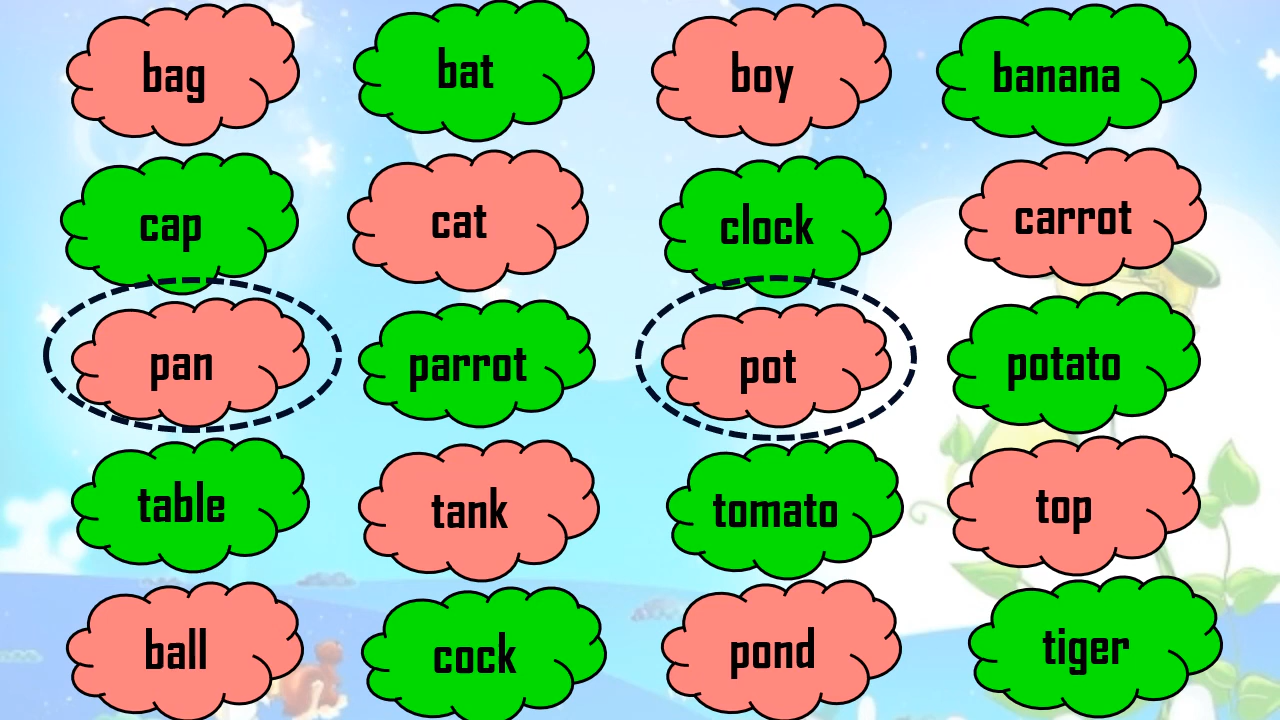 bag bat boy banana
cap cat clock carrot
pan parrot pot potato
table tank tomato top
ball cock pond tiger